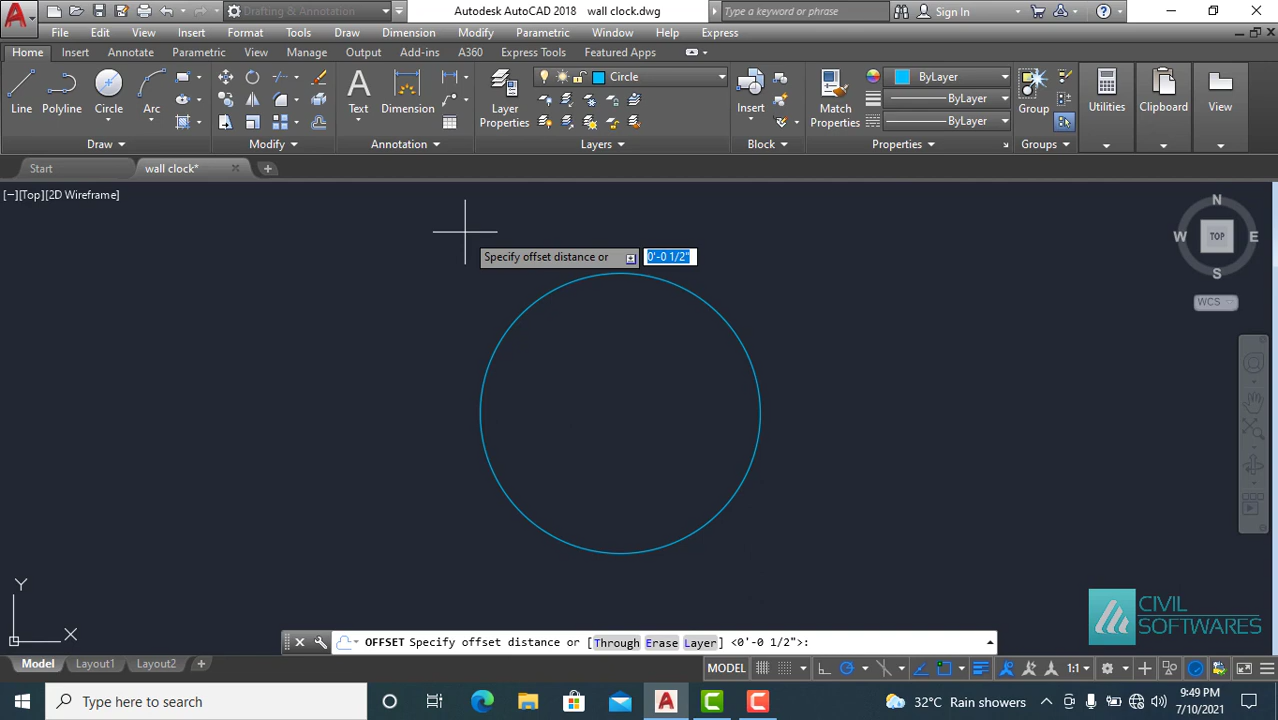 Drafting & Annotation
Autodesk AutoCAD 2018 wall clock.dwg
Type a keyword or phrase
Sign In
File Edit View Insert Format Tools Draw Dimension Modify Parametric Window Help Express
Home Insert Annotate Parametric View Manage Output Add-ins A360 Express Tools Featured Apps
Circle
ByLayer
ByLayer
ByLayer
Line Polyline Circle Arc
Text Dimension
Layer Properties
Insert
Match Properties
Group
Utilities
Clipboard
View
Draw Modify Annotation Layers Block Properties Groups
Start wall clock*
[−][Top][2D Wireframe]
N
W TOP E
S
WCS
Specify offset distance or 0'-0 1/2"
Y
X
CIVIL
SOFTWARES
OFFSET Specify offset distance or [Through Erase Layer] <0'-0 1/2">:
Model Layout1 Layout2
MODEL 1:1
Type here to search
32°C Rain showers
9:49 PM
7/10/2021